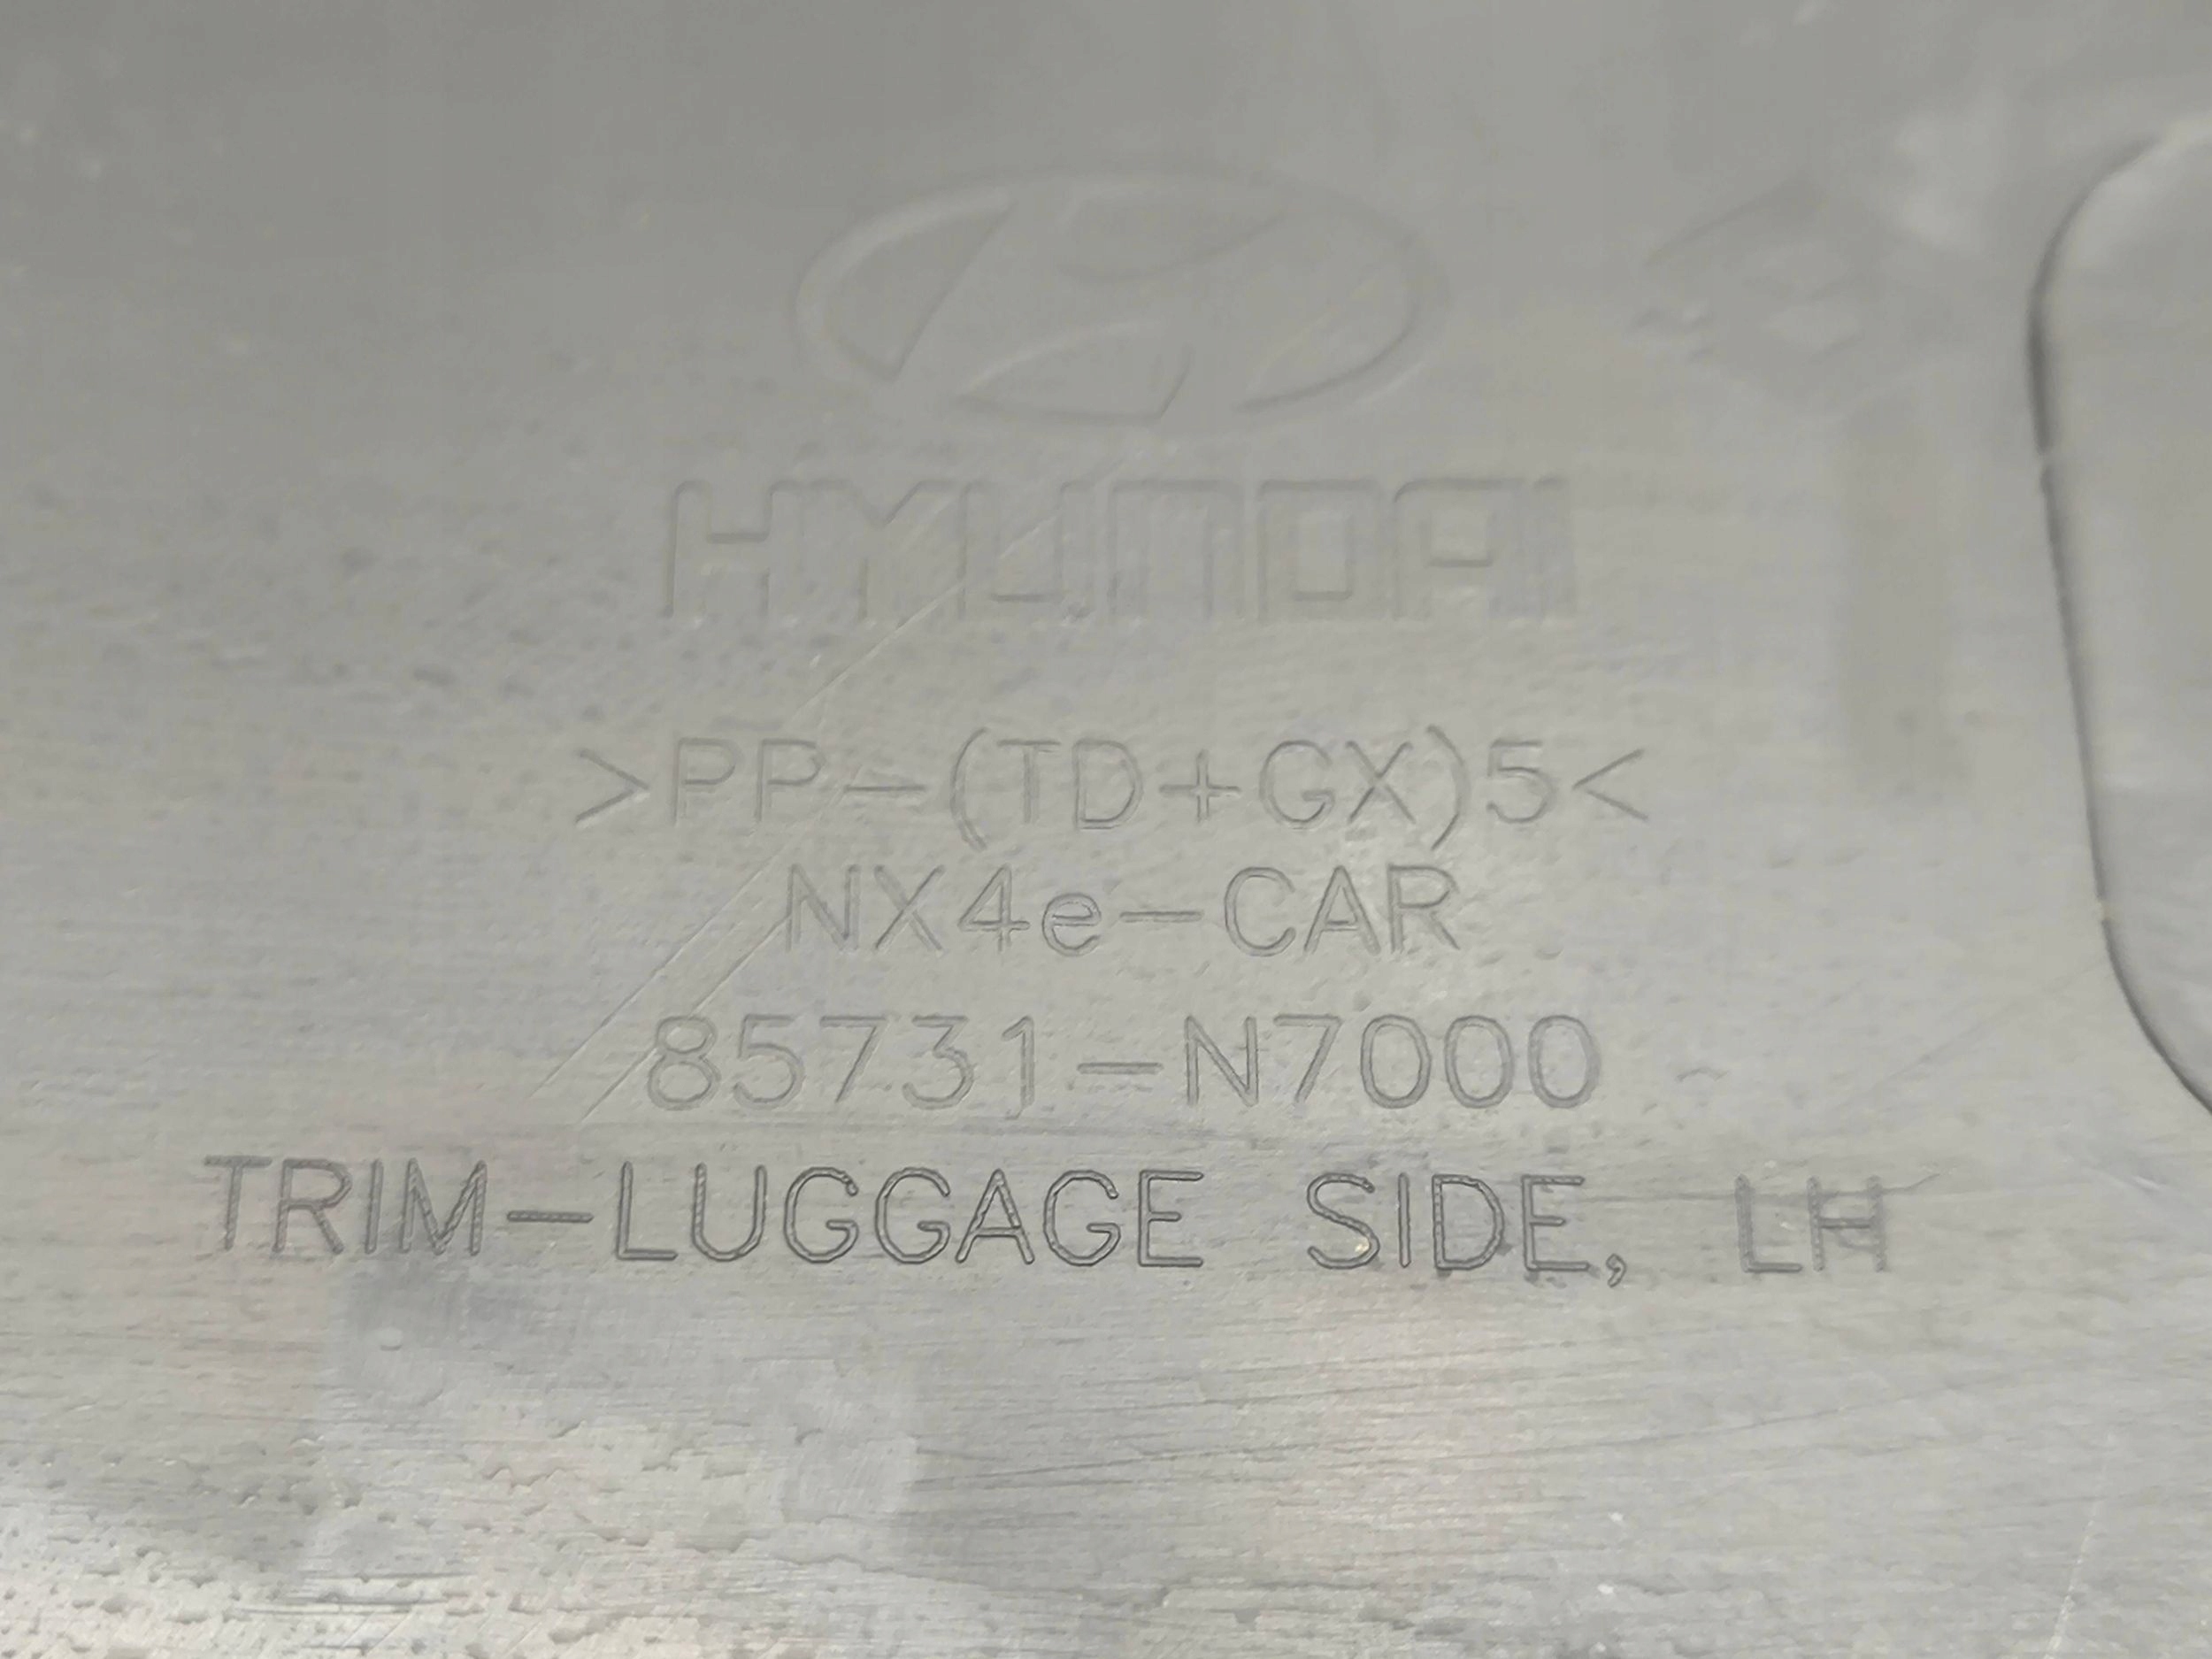 HYUNDAI
>PP-(TD+GX)5<
NX4e-CAR
85731-N7000
TRIM-LUGGAGE SIDE, LH